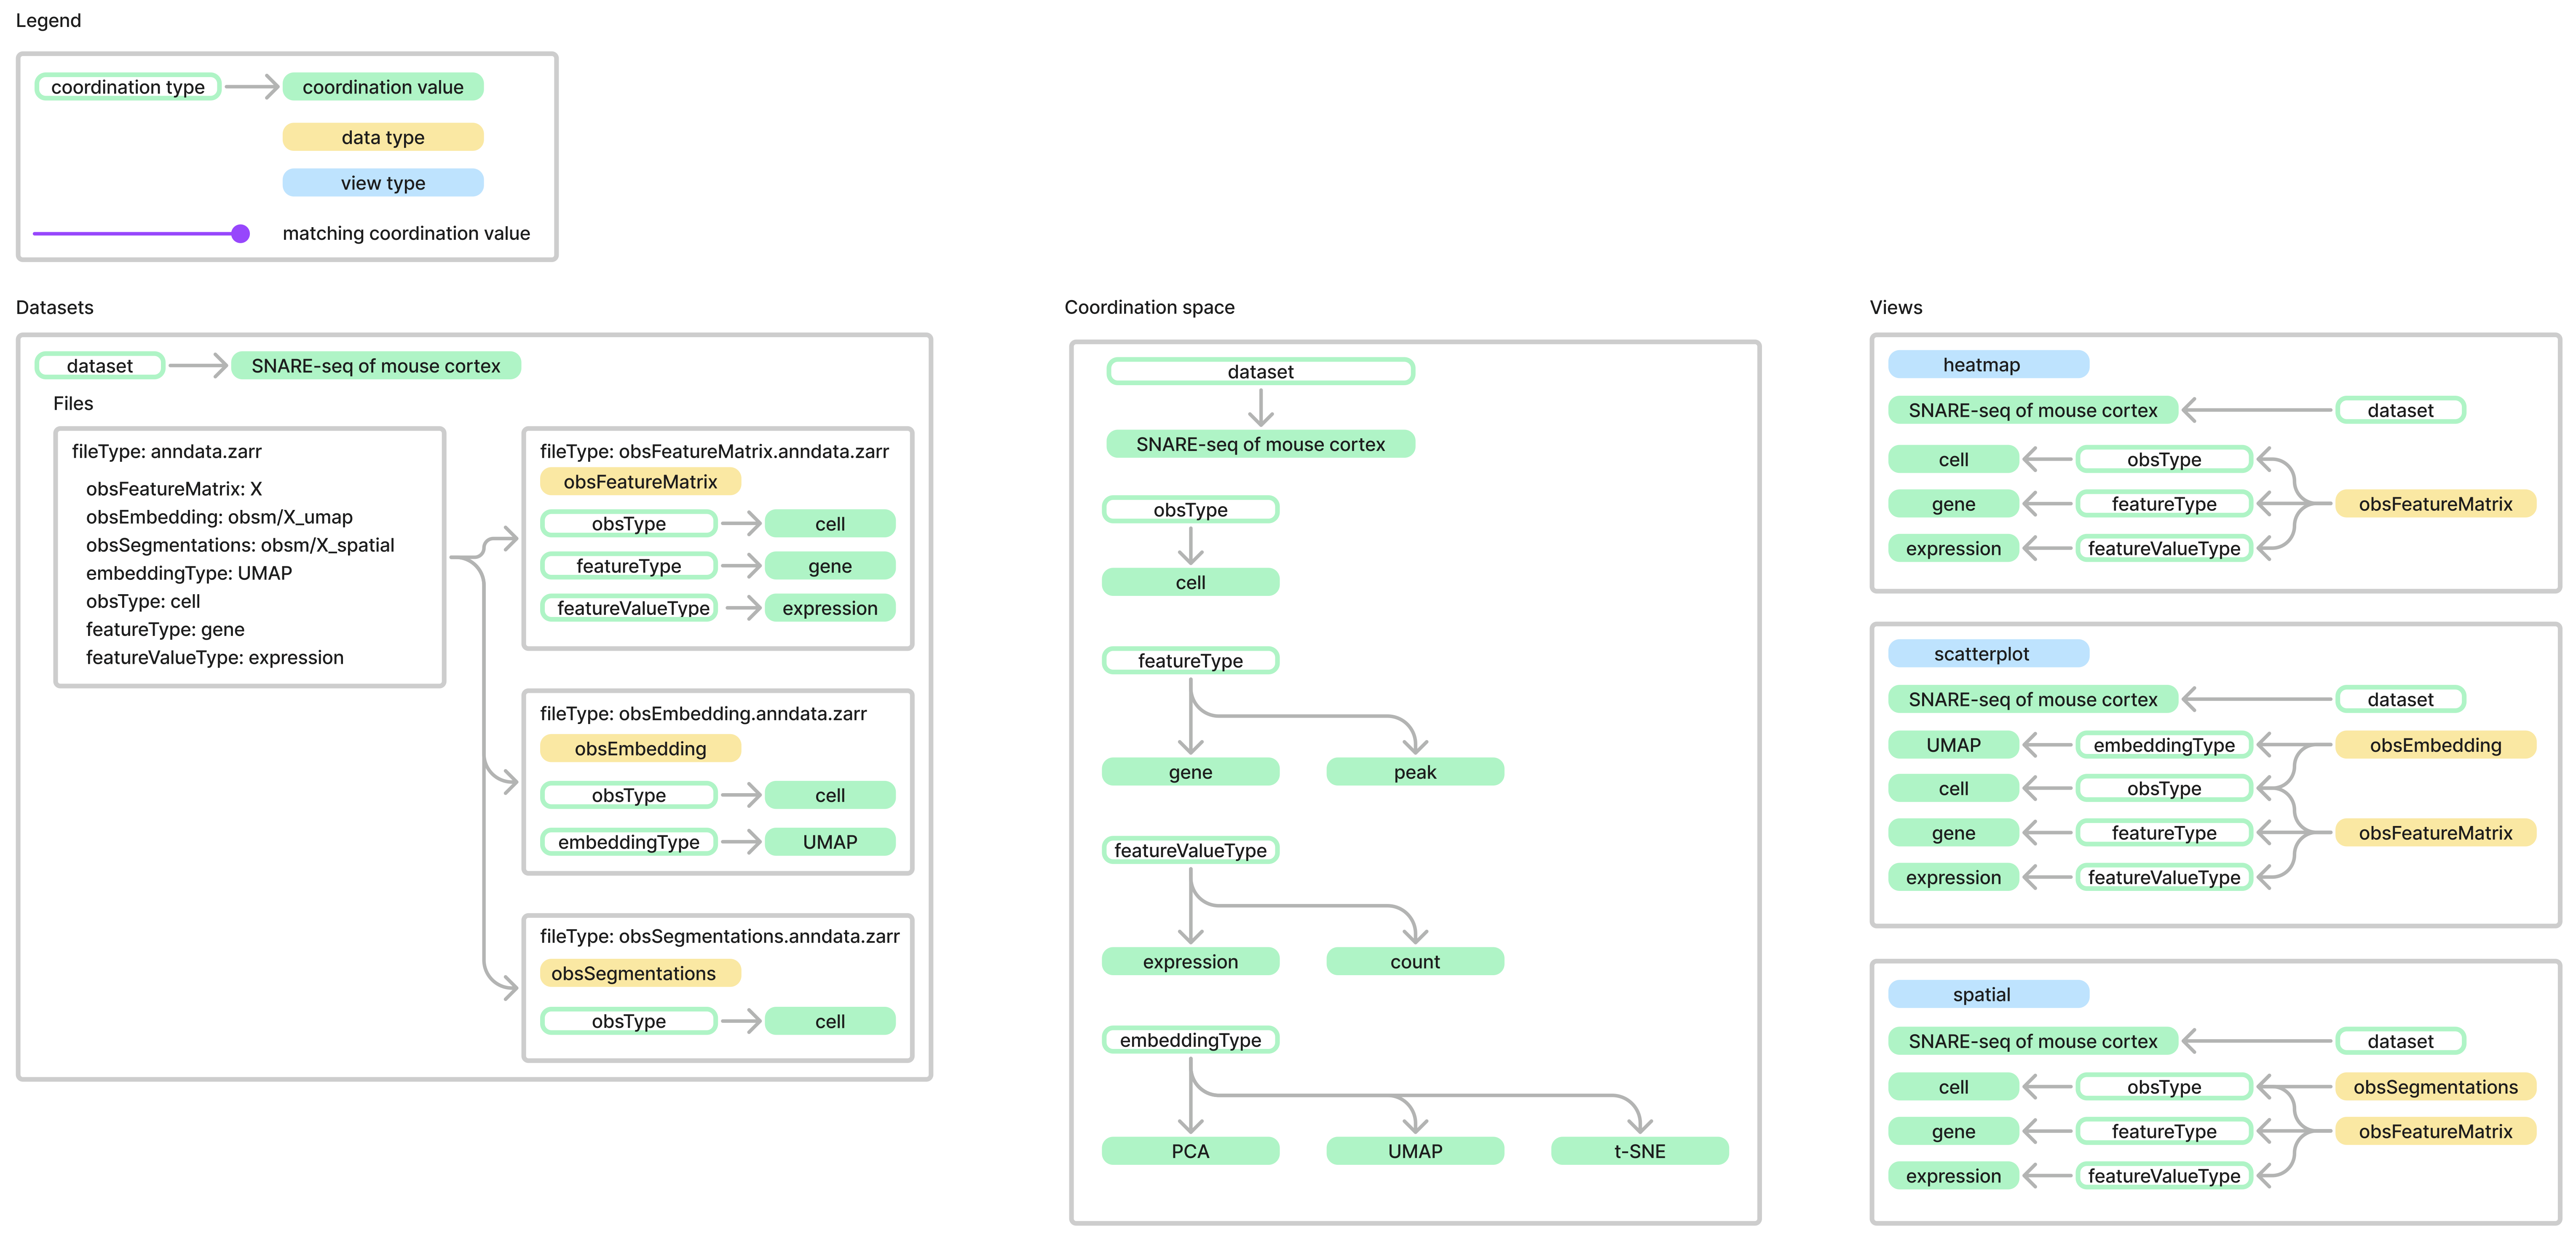 Legend
coordination type
coordination value
data type
view type
matching coordination value
Datasets
dataset
SNARE-seq of mouse cortex
Files
fileType: anndata.zarr
obsFeatureMatrix: X
obsEmbedding: obsm/X_umap
obsSegmentations: obsm/X_spatial
embeddingType: UMAP
obsType: cell
featureType: gene
featureValueType: expression
fileType: obsFeatureMatrix.anndata.zarr
obsFeatureMatrix
obsType
cell
featureType
gene
featureValueType
expression
fileType: obsEmbedding.anndata.zarr
obsEmbedding
obsType
cell
embeddingType
UMAP
fileType: obsSegmentations.anndata.zarr
obsSegmentations
obsType
cell
Coordination space
dataset
SNARE-seq of mouse cortex
obsType
cell
featureType
gene
peak
featureValueType
expression
count
embeddingType
PCA
UMAP
t-SNE
Views
heatmap
SNARE-seq of mouse cortex
dataset
cell
obsType
gene
featureType
obsFeatureMatrix
expression
featureValueType
scatterplot
SNARE-seq of mouse cortex
dataset
UMAP
embeddingType
obsEmbedding
cell
obsType
gene
featureType
obsFeatureMatrix
expression
featureValueType
spatial
SNARE-seq of mouse cortex
dataset
cell
obsType
obsSegmentations
gene
featureType
obsFeatureMatrix
expression
featureValueType